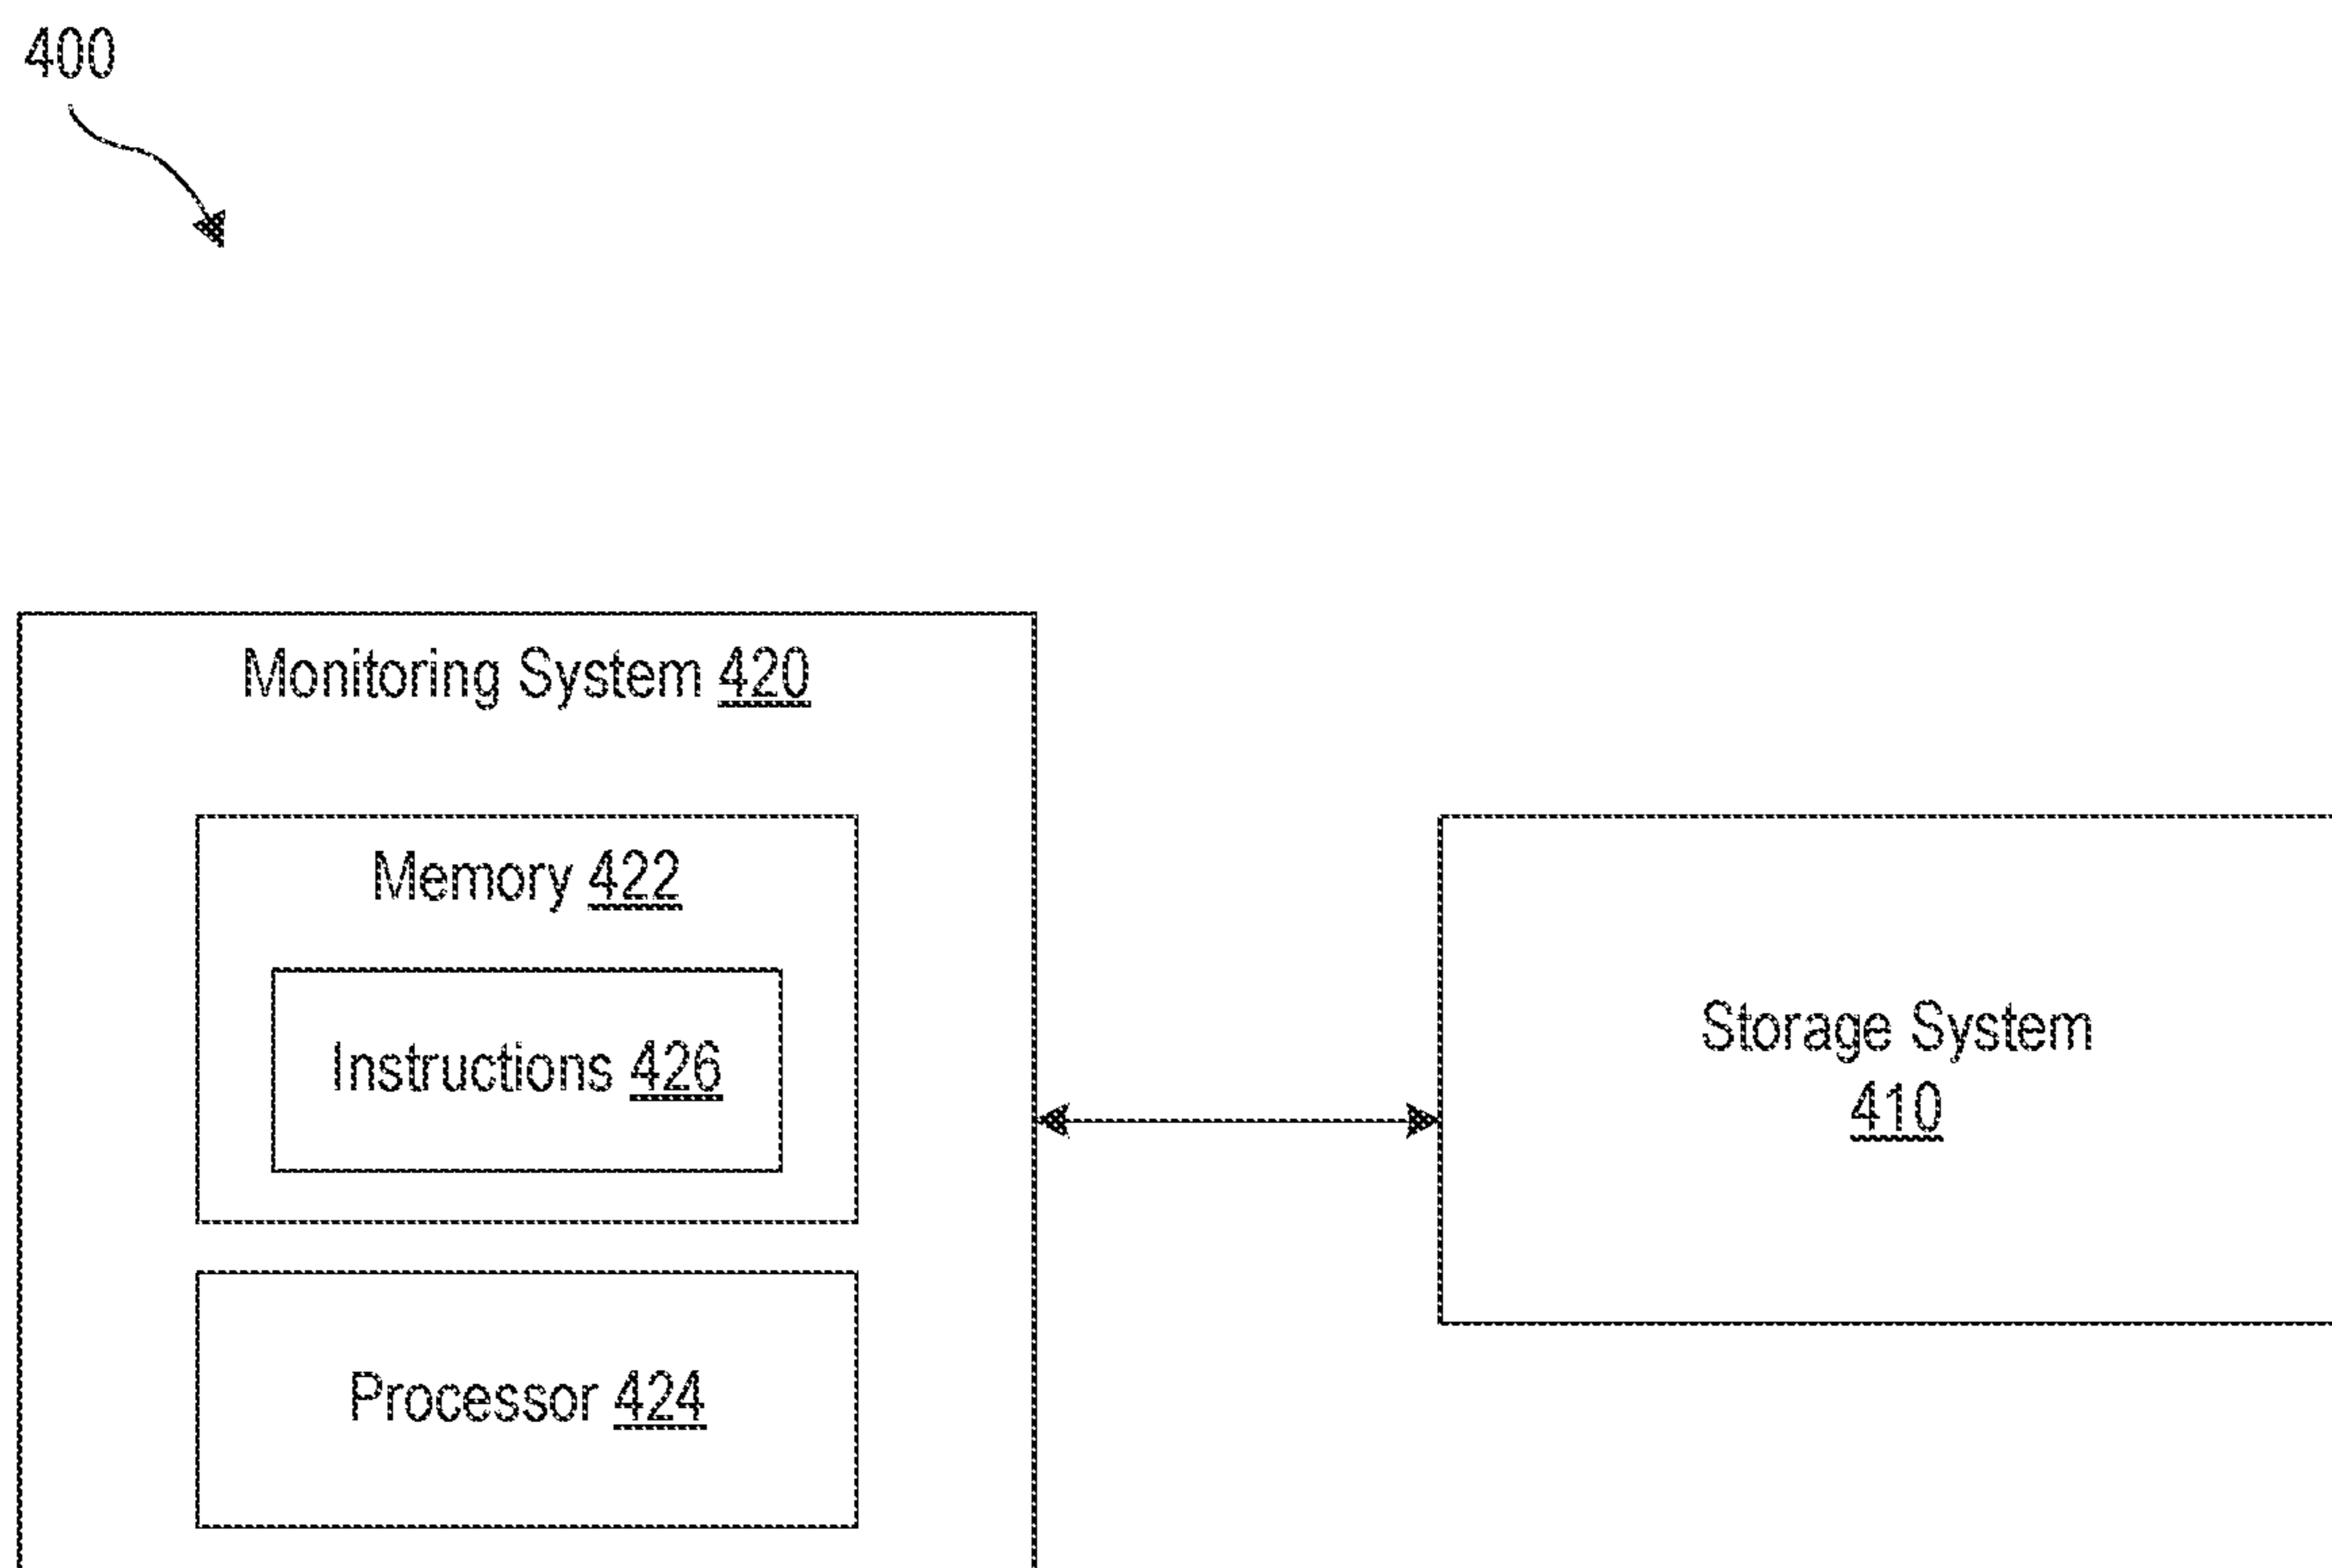 400
Monitoring System 420
Memory 422
Instructions 426
Processor 424
Storage System
410